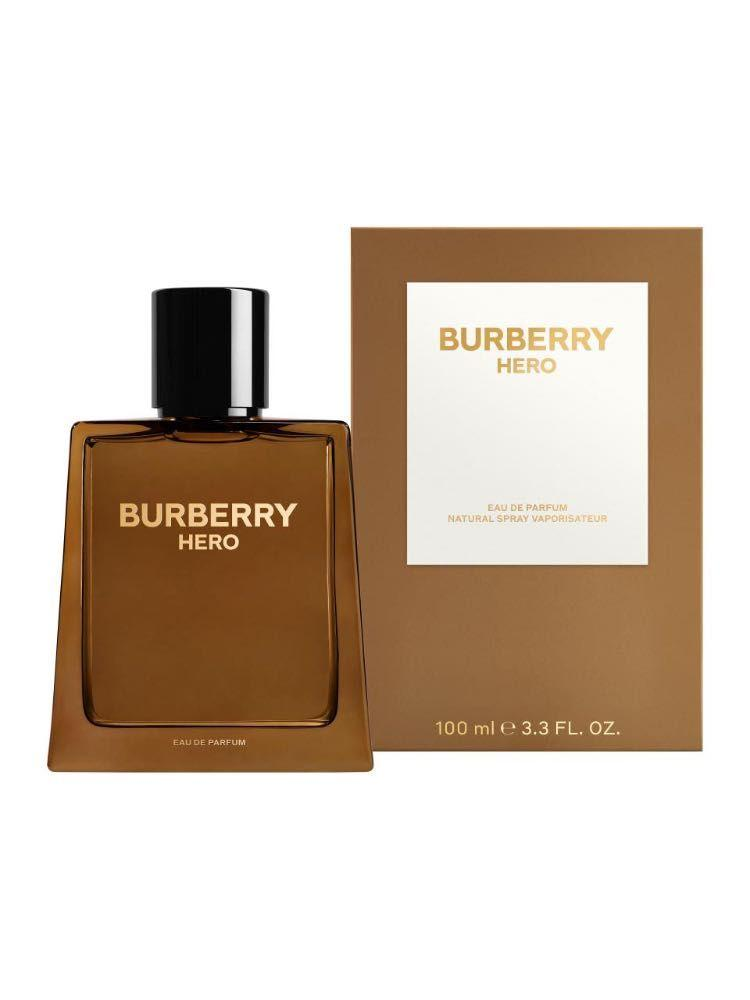 BURBERRY
HERO
EAU DE PARFUM
BURBERRY
HERO
EAU DE PARFUM
NATURAL SPRAY VAPORISATEUR
100 ml ℮ 3.3 FL. OZ.